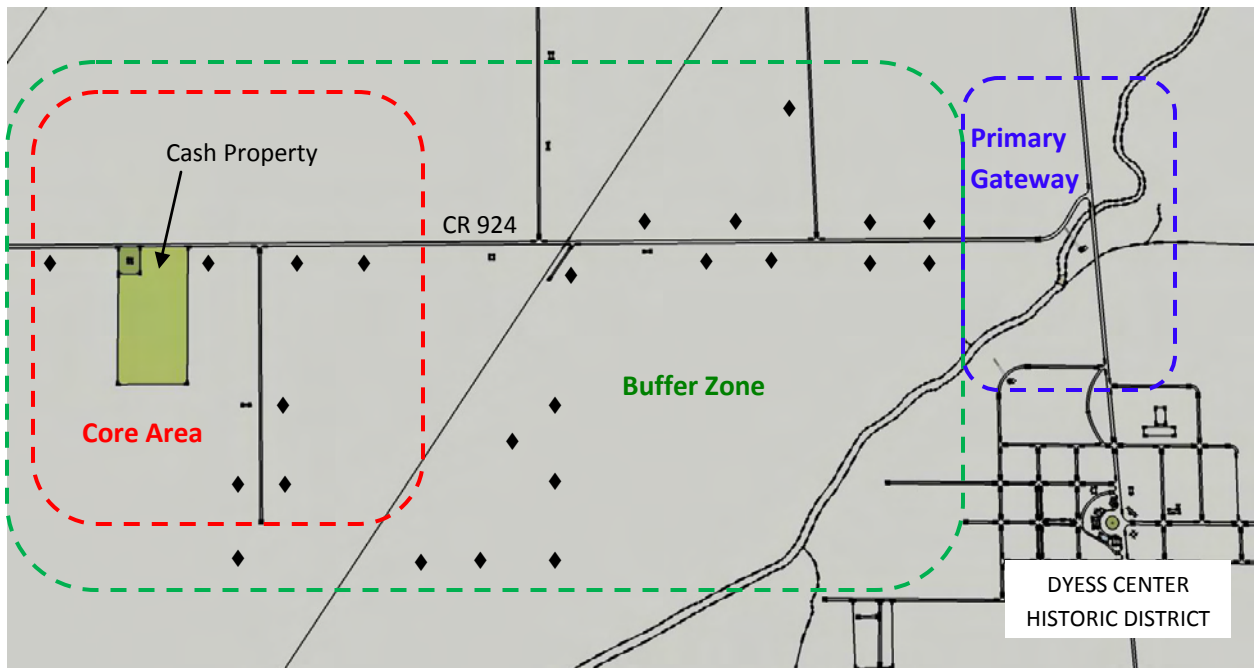 Primary
Gateway
Cash Property
CR 924
Buffer Zone
Core Area
DYESS CENTER
HISTORIC DISTRICT